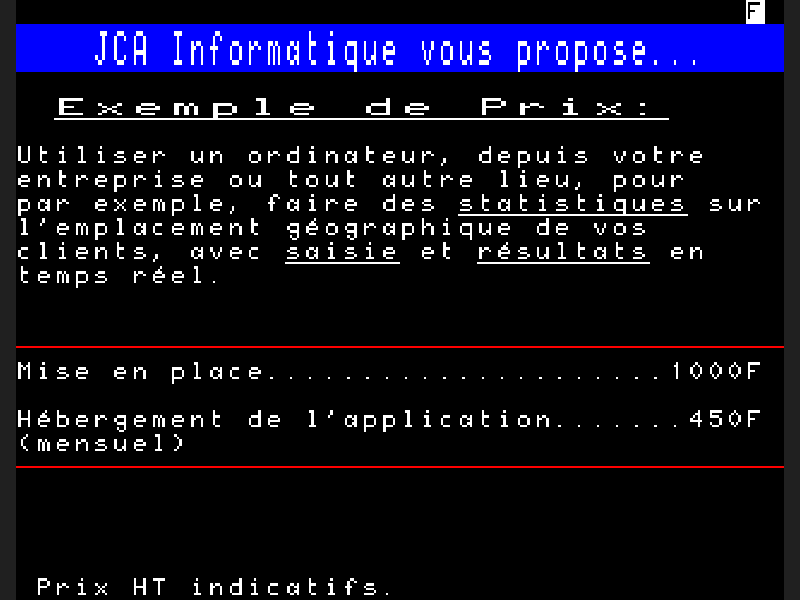 F
JCA Informatique vous propose...
Exemple de Prix:
Utiliser un ordinateur, depuis votre
entreprise ou tout autre lieu, pour
par exemple, faire des statistiques sur
l'emplacement géographique de vos
clients, avec saisie et résultats en
temps réel.
Mise en place.....................1000F
Hébergement de l'application.......450F
(mensuel)
Prix HT indicatifs.